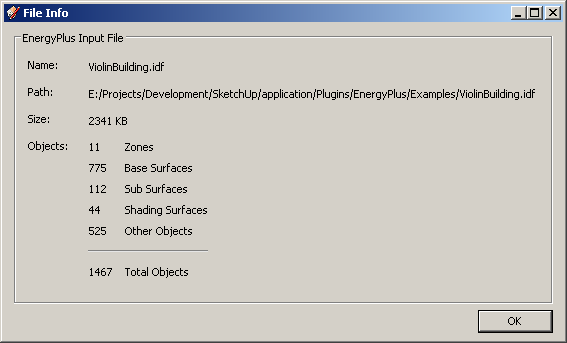 File Info
EnergyPlus Input File
Name: ViolinBuilding.idf
Path: E:/Projects/Development/SketchUp/application/Plugins/EnergyPlus/Examples/ViolinBuilding.idf
Size: 2341 KB
Objects: 11 Zones
775 Base Surfaces
112 Sub Surfaces
44 Shading Surfaces
525 Other Objects
1467 Total Objects
OK